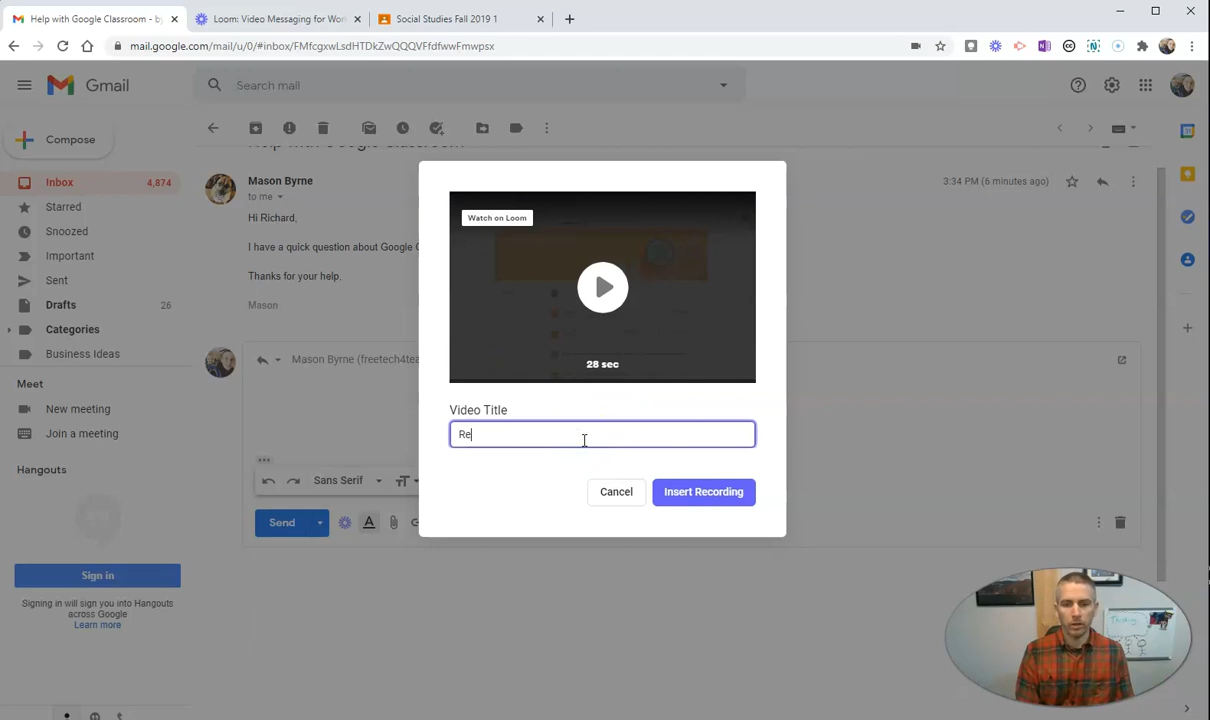 Help with Google Classroom - by
Loom: Video Messaging for Wor
Social Studies Fall 2019 1
mail.google.com/mail/u/0/#inbox/FMfcgxwLsdHTDkZwQQQVFfdfwwFmwpsx
Gmail
Search mail
Compose
Help with Google Classroom
Inbox 4,874
Starred
Snoozed
Important
Sent
Drafts 26
Categories
Business Ideas
Meet
New meeting
Join a meeting
Hangouts
Sign in
Signing in will sign you into Hangouts
across Google
Learn more
Mason Byrne 3:34 PM (6 minutes ago)
to me
Hi Richard,
I have a quick question about Google C
Thanks for your help,
Mason
Mason Byrne (freetech4tea
Sans Serif
Send
Watch on Loom
28 sec
Video Title
Re
Cancel Insert Recording